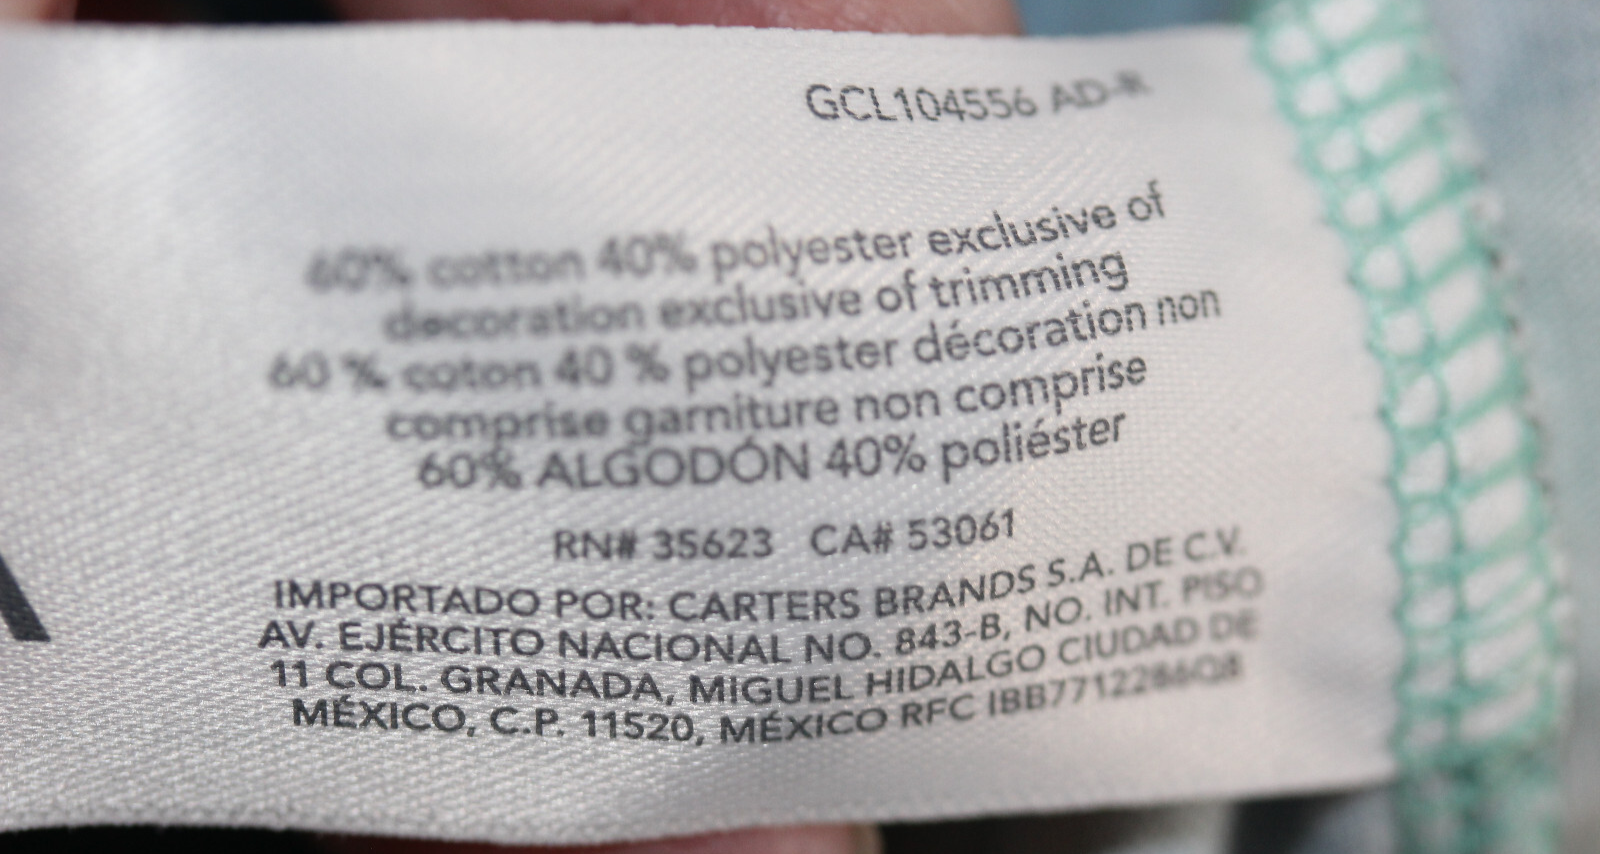 GCL104556 AD-R
60% cotton 40% polyester exclusive of
decoration exclusive of trimming
60 % coton 40 % polyester décoration non
comprise garniture non comprise
60% ALGODÓN 40% poliéster
RN# 35623 CA# 53061
IMPORTADO POR: CARTERS BRANDS S.A. DE C.V.
AV. EJÉRCITO NACIONAL NO. 843-B, NO. INT. PISO
11 COL. GRANADA, MIGUEL HIDALGO CIUDAD DE
MÉXICO, C.P. 11520, MÉXICO RFC